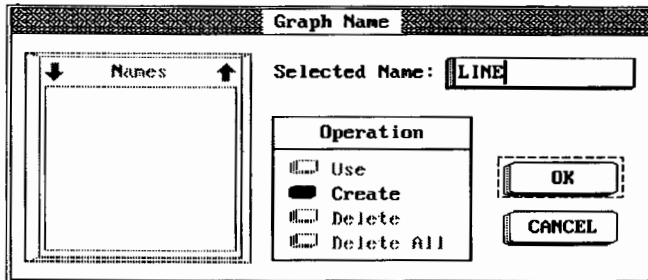 Graph Name
Names
Selected Name: LINE
Operation
Use
Create
Delete
Delete All
OK
CANCEL